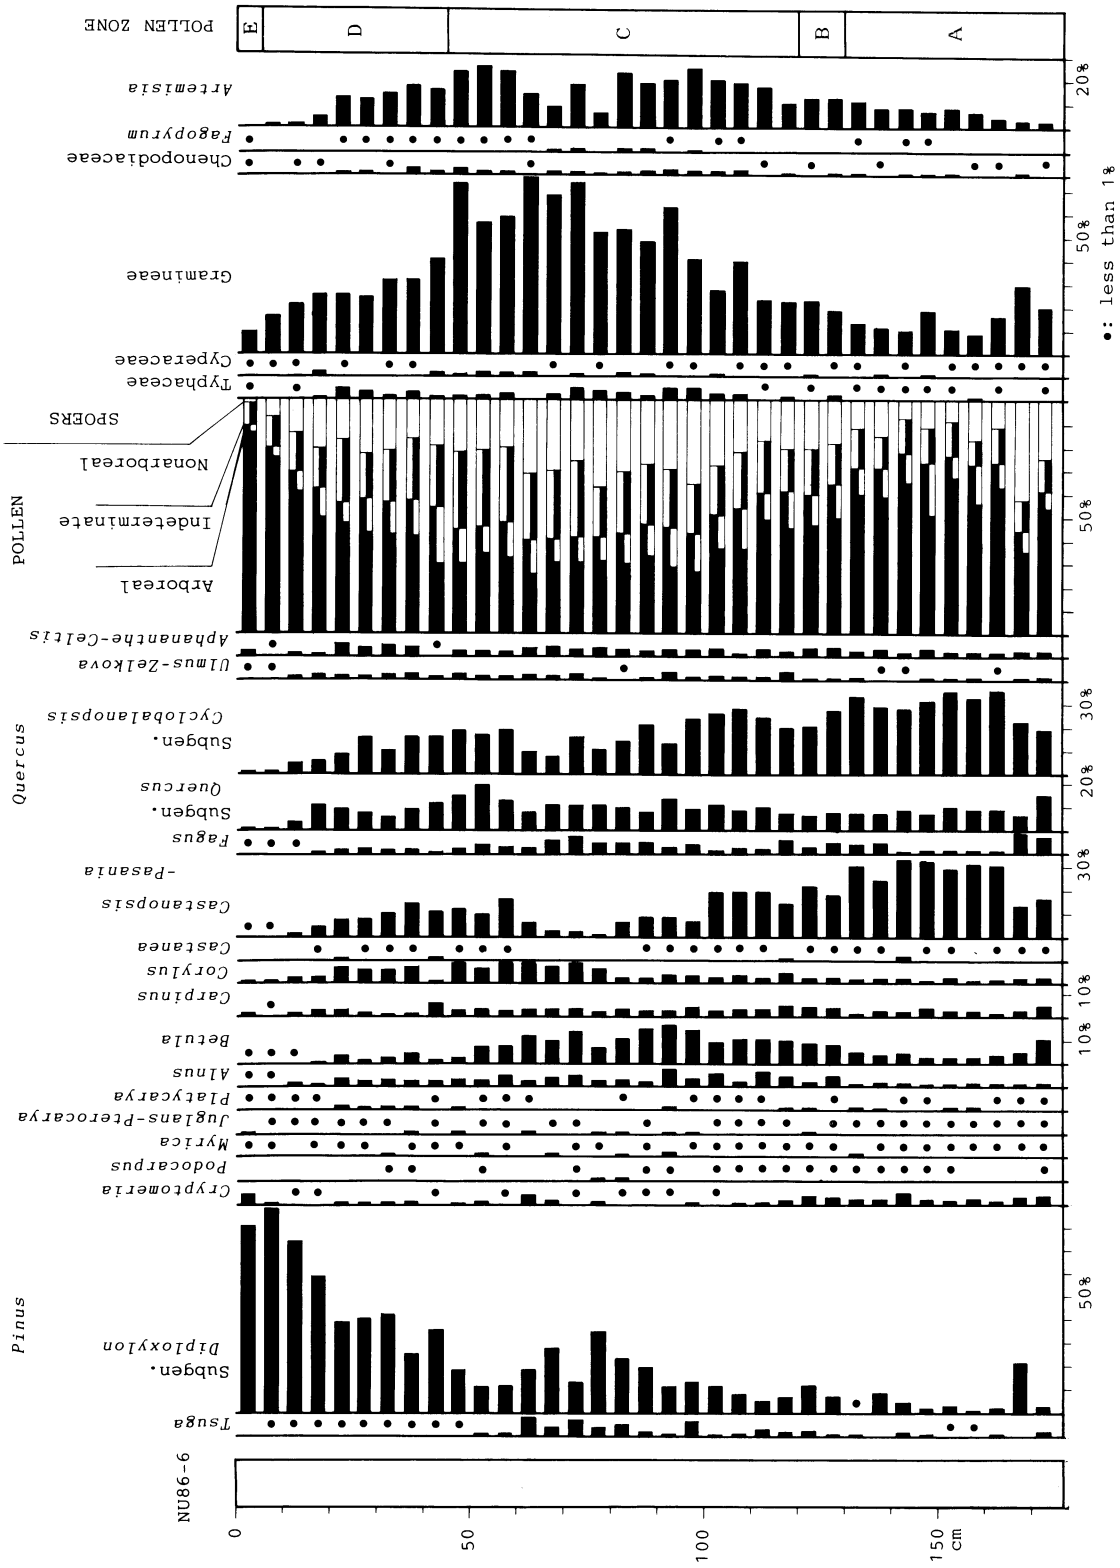 NU86-6
0
50
100
150
cm
Tsuga
Pinus
Subgen.
Diploxylon
50%
Cryptomeria
Podocarpus
Myrica
Juglans-Pterocarya
Platycarya
Alnus
Betula
10%
Carpinus
10%
Corylus
Castanea
Castanopsis
-Pasania
30%
Fagus
Quercus
Subgen.
Quercus
20%
Subgen.
Cyclobalanopsis
30%
Ulmus-Zelkova
Aphananthe-Celtis
POLLEN
Arboreal
Indeterminate
Nonarboreal
SPOERS
50%
Typhaceae
Cyperaceae
Gramineae
50%
Chenopodiaceae
Fagopyrum
Artemisia
20%
POLLEN ZONE
E
D
C
B
A
●: less than 1%